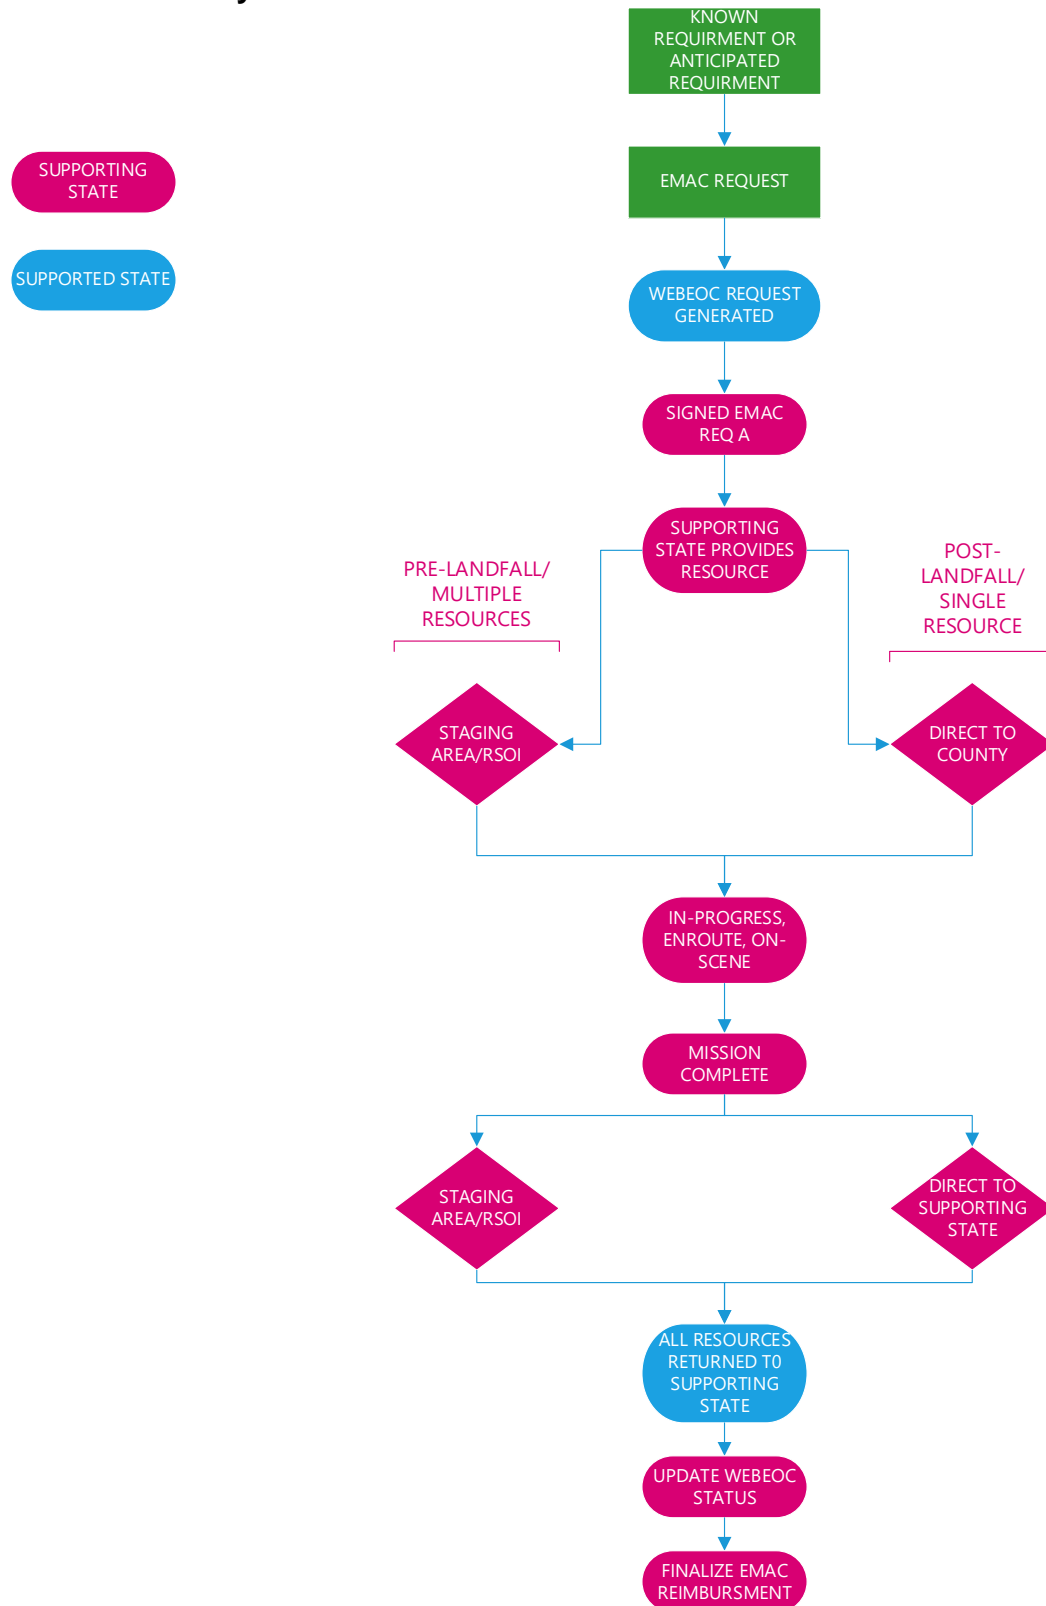 KNOWN
REQUIRMENT OR
ANTICIPATED
REQUIRMENT
SUPPORTING
STATE
EMAC REQUEST
SUPPORTED STATE
WEBEOC REQUEST
GENERATED
SIGNED EMAC
REQ A
SUPPORTING
STATE PROVIDES
RESOURCE
PRE-LANDFALL/
MULTIPLE
RESOURCES
POST-
LANDFALL/
SINGLE
RESOURCE
STAGING
AREA/RSOI
DIRECT TO
COUNTY
IN-PROGRESS,
ENROUTE, ON-
SCENE
MISSION
COMPLETE
STAGING
AREA/RSOI
DIRECT TO
SUPPORTING
STATE
ALL RESOURCES
RETURNED T0
SUPPORTING
STATE
UPDATE WEBEOC
STATUS
FINALIZE EMAC
REIMBURSMENT